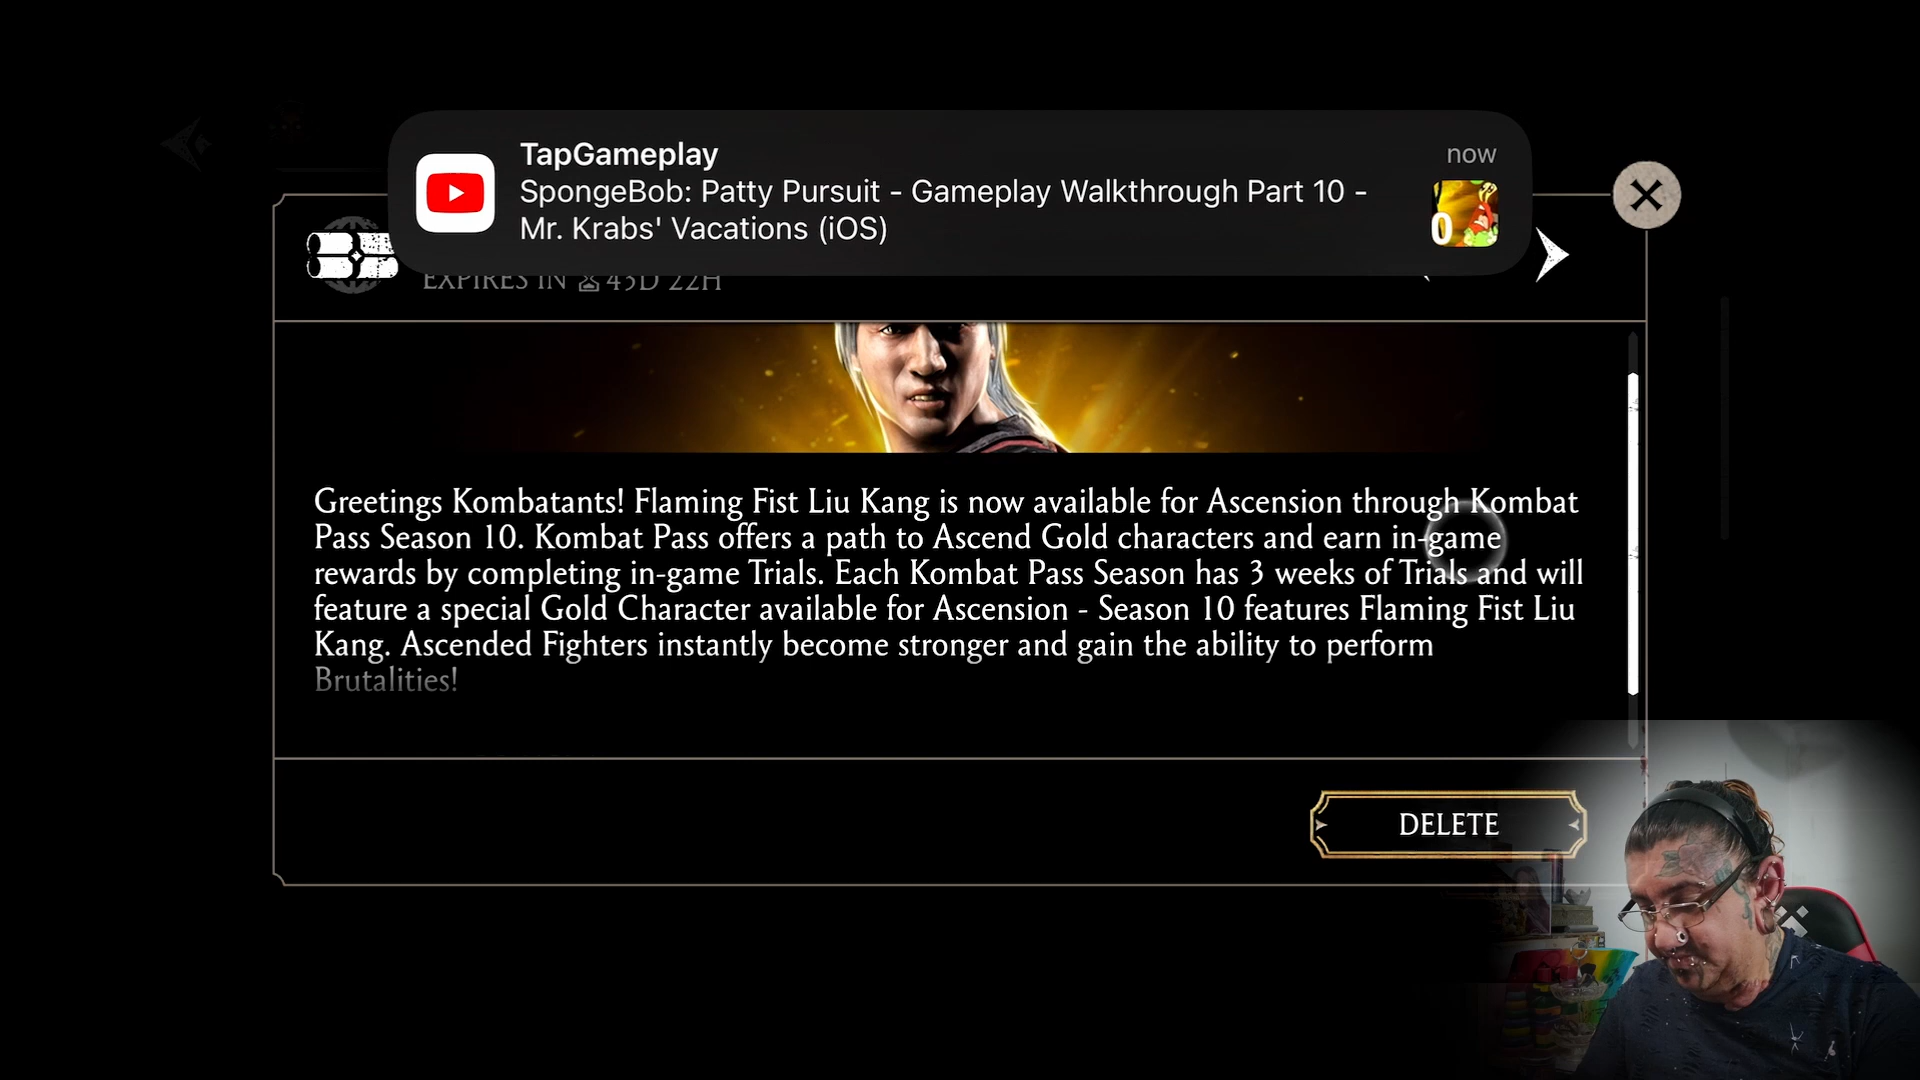 TapGameplay
now
SpongeBob: Patty Pursuit - Gameplay Walkthrough Part 10 -
Mr. Krabs' Vacations (iOS)
0
EXPIRES IN 43D 22H
Greetings Kombatants! Flaming Fist Liu Kang is now available for Ascension through Kombat
Pass Season 10. Kombat Pass offers a path to Ascend Gold characters and earn in-game
rewards by completing in-game Trials. Each Kombat Pass Season has 3 weeks of Trials and will
feature a special Gold Character available for Ascension - Season 10 features Flaming Fist Liu
Kang. Ascended Fighters instantly become stronger and gain the ability to perform
Brutalities!
DELETE